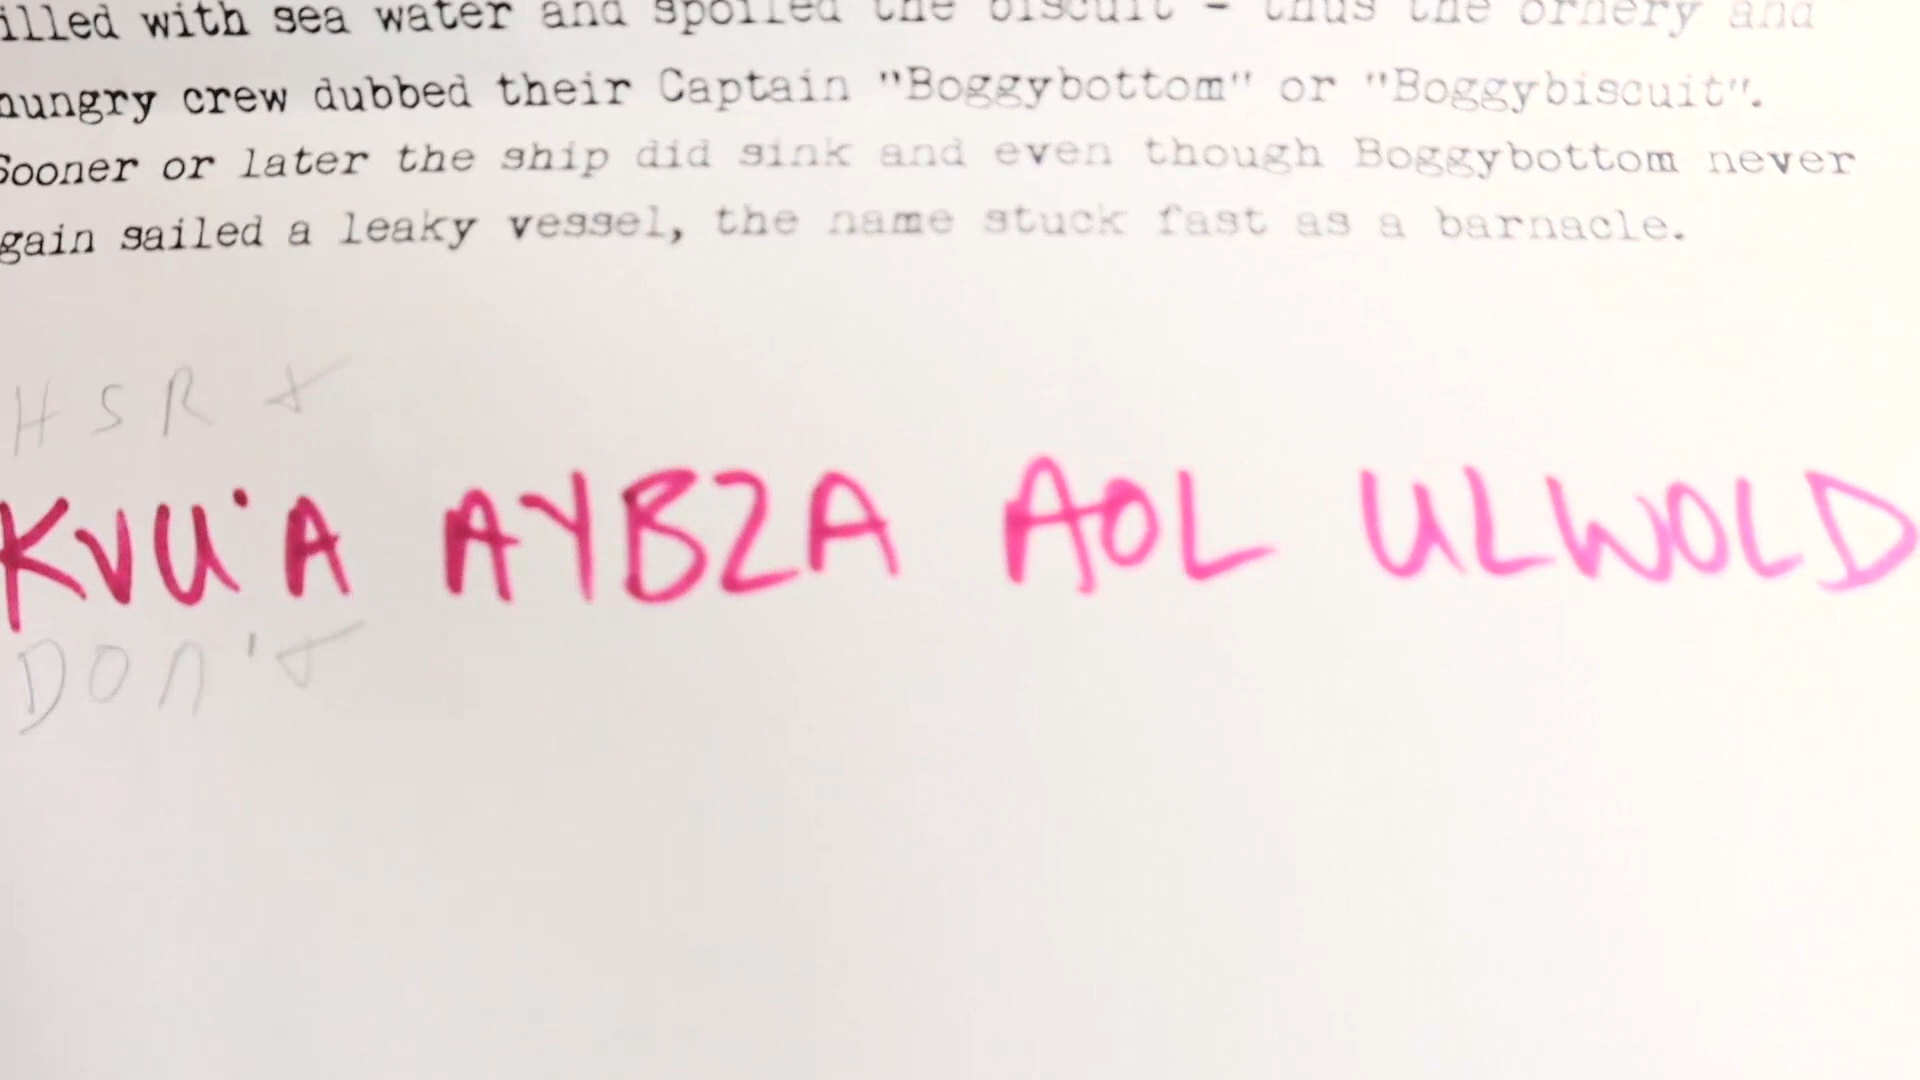 illed with sea water and spoiled the biscuit - thus the ornery and
hungry crew dubbed their Captain "Boggybottom" or "Boggybiscuit".
Sooner or later the ship did sink and even though Boggybottom never
gain sailed a leaky vessel, the name stuck fast as a barnacle.
HSR t
KVU'A AYBZA AOL ULWOLD
DON't